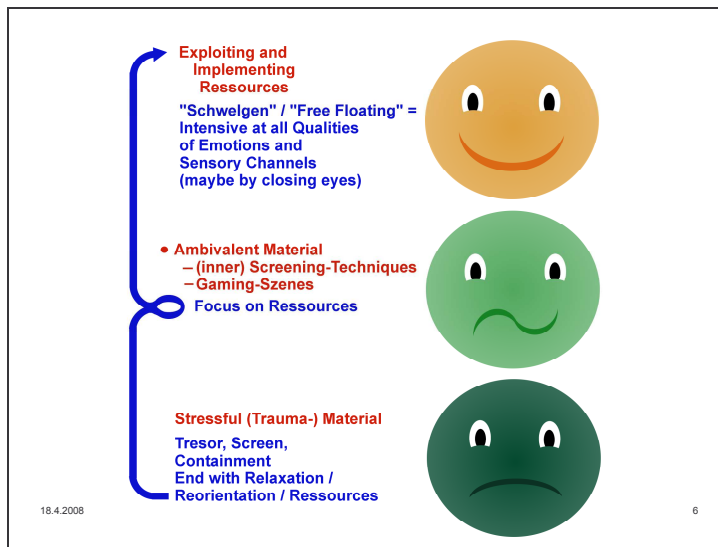 Exploiting and
Implementing
Ressources
"Schwelgen" / "Free Floating" =
Intensive at all Qualities
of Emotions and
Sensory Channels
(maybe by closing eyes)
• Ambivalent Material
– (inner) Screening-Techniques
– Gaming-Szenes
Focus on Ressources
Stressful (Trauma-) Material
Tresor, Screen,
Containment
End with Relaxation /
Reorientation / Ressources
18.4.2008
6